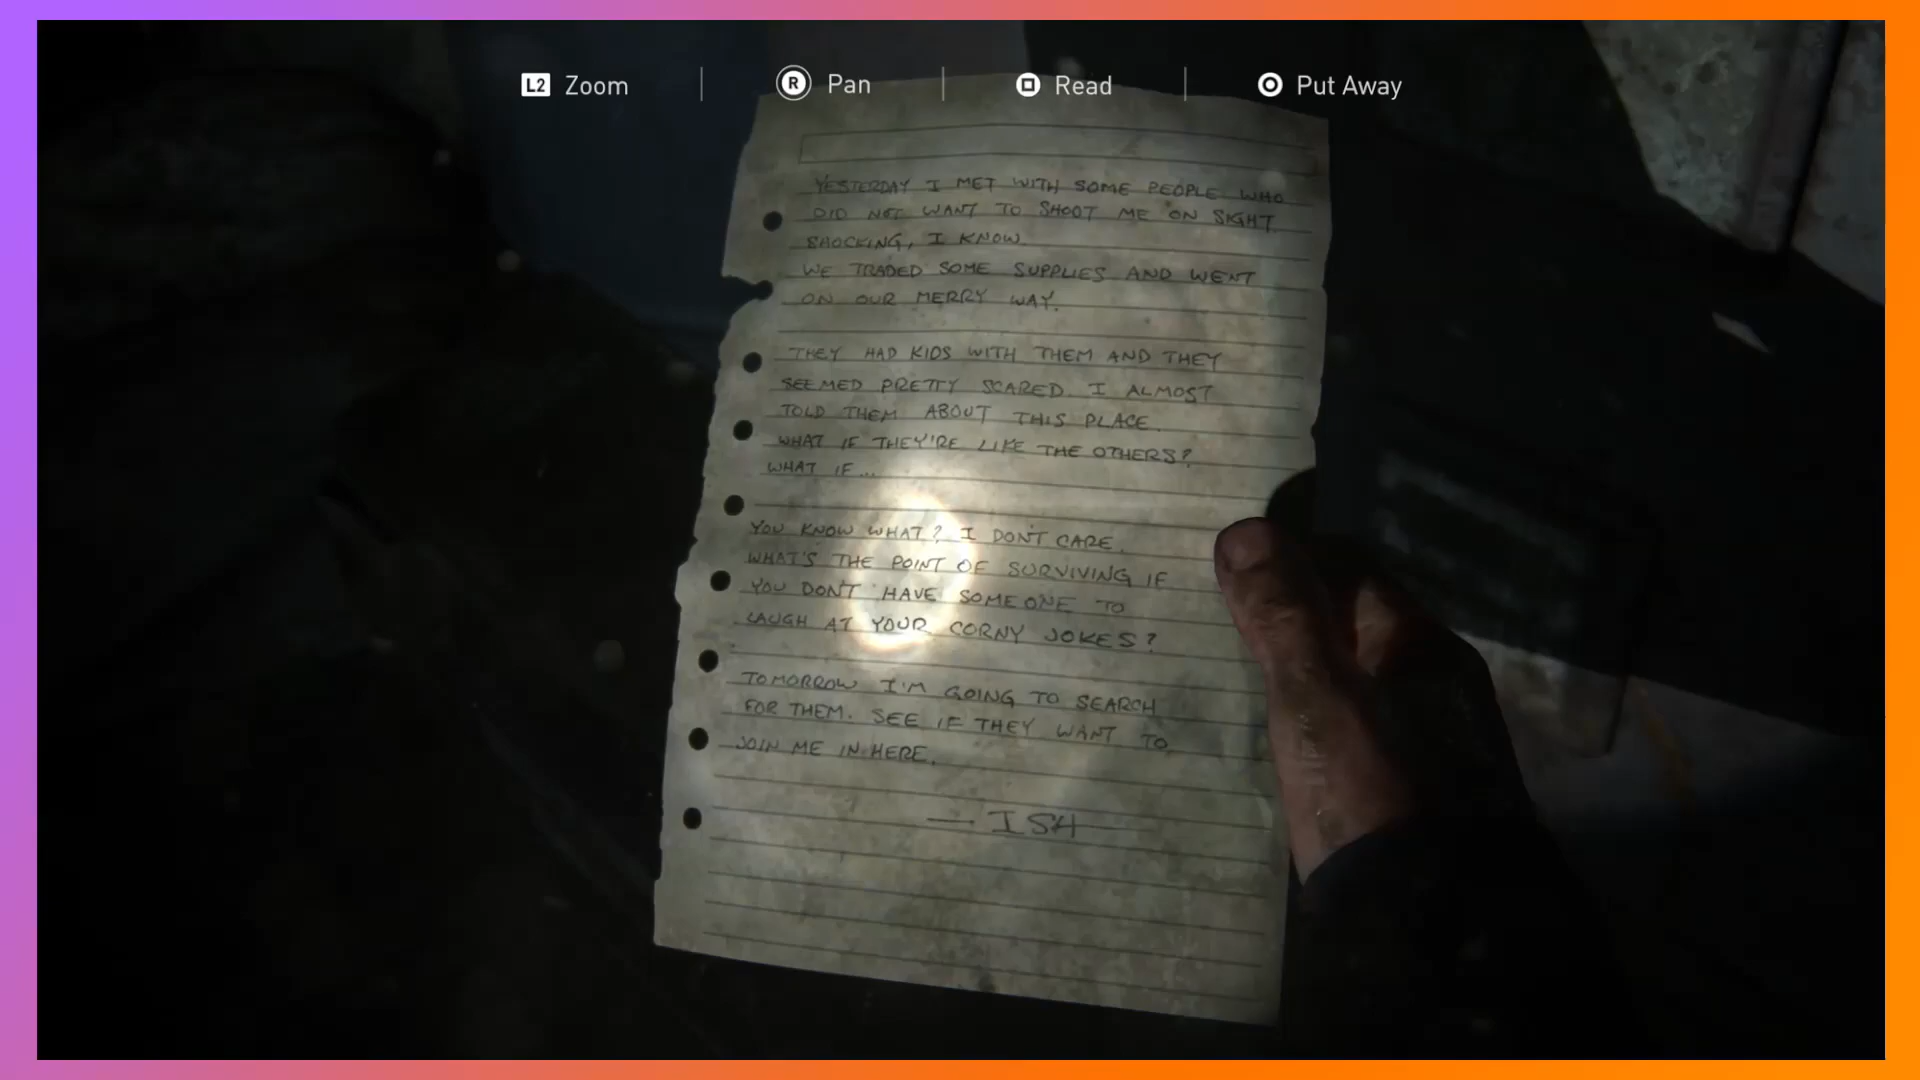 L2 Zoom | R Pan | Read | Put Away
YESTERDAY I MET WITH SOME PEOPLE WHO
DID NOT WANT TO SHOOT ME ON SIGHT.
SHOCKING, I KNOW.
WE TRADED SOME SUPPLIES AND WENT
ON OUR MERRY WAY.
THEY HAD KIDS WITH THEM AND THEY
SEEMED PRETTY SCARED. I ALMOST
TOLD THEM ABOUT THIS PLACE.
WHAT IF THEY'RE LIKE THE OTHERS?
WHAT IF...
YOU KNOW WHAT? I DON'T CARE.
WHAT'S THE POINT OF SURVIVING IF
YOU DON'T HAVE SOMEONE TO
LAUGH AT YOUR CORNY JOKES?
TOMORROW I'M GOING TO SEARCH
FOR THEM. SEE IF THEY WANT TO
JOIN ME IN HERE.
— ISH